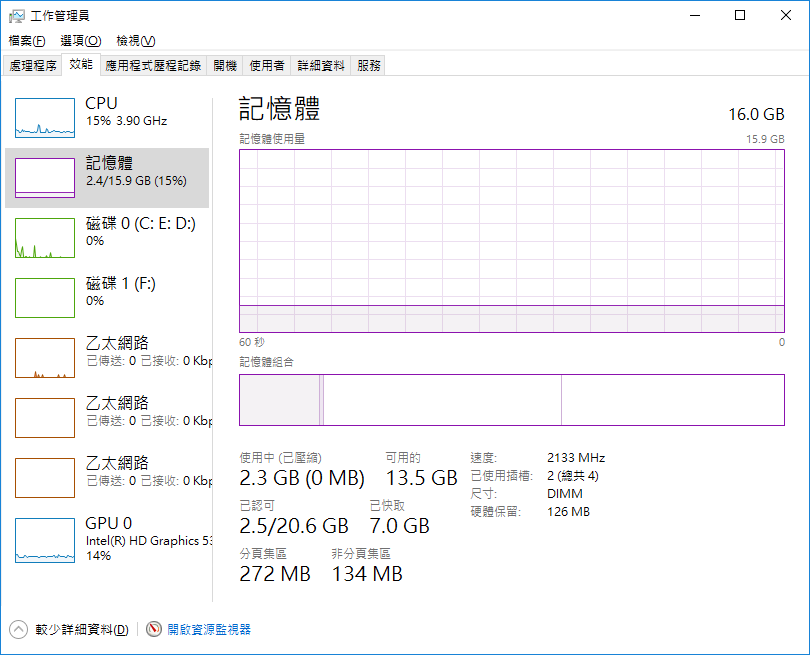 工作管理員
檔案(F) 選項(O) 檢視(V)
處理程序 效能 應用程式歷程記錄 開機 使用者 詳細資料 服務
CPU
15% 3.90 GHz
記憶體
2.4/15.9 GB (15%)
磁碟 0 (C: E: D:)
0%
磁碟 1 (F:)
0%
乙太網路
已傳送: 0 已接收: 0 Kbp
乙太網路
已傳送: 0 已接收: 0 Kbp
乙太網路
已傳送: 0 已接收: 0 Kbp
GPU 0
Intel(R) HD Graphics 53
14%
記憶體 16.0 GB
記憶體使用量 15.9 GB
60 秒 0
記憶體組合
使用中 (已壓縮) 可用的
2.3 GB (0 MB) 13.5 GB
已認可 已快取
2.5/20.6 GB 7.0 GB
分頁集區 非分頁集區
272 MB 134 MB
速度: 2133 MHz
已使用插槽: 2 (總共 4)
尺寸: DIMM
硬體保留: 126 MB
較少詳細資料(D) 開啟資源監視器